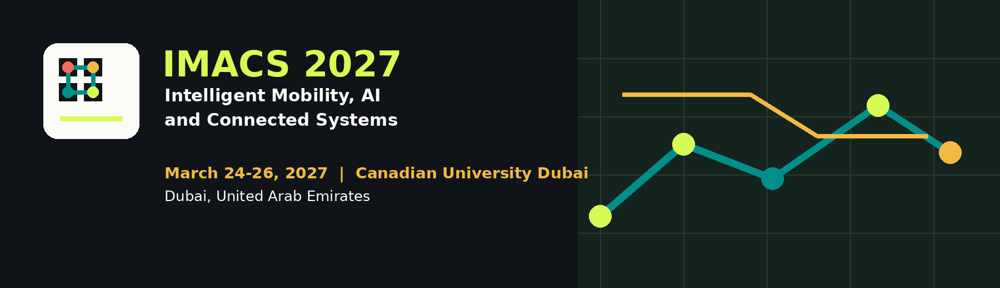 IMACS 2027
Intelligent Mobility, AI
and Connected Systems
March 24-26, 2027 | Canadian University Dubai
Dubai, United Arab Emirates